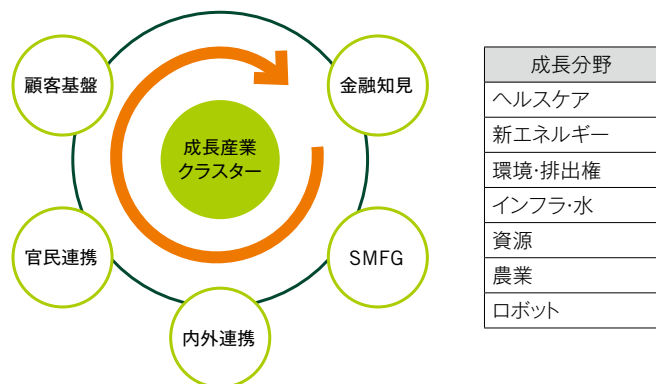 顧客基盤
金融知見
成長産業
クラスター
官民連携
SMFG
内外連携
成長分野
ヘルスケア
新エネルギー
環境・排出権
インフラ・水
資源
農業
ロボット